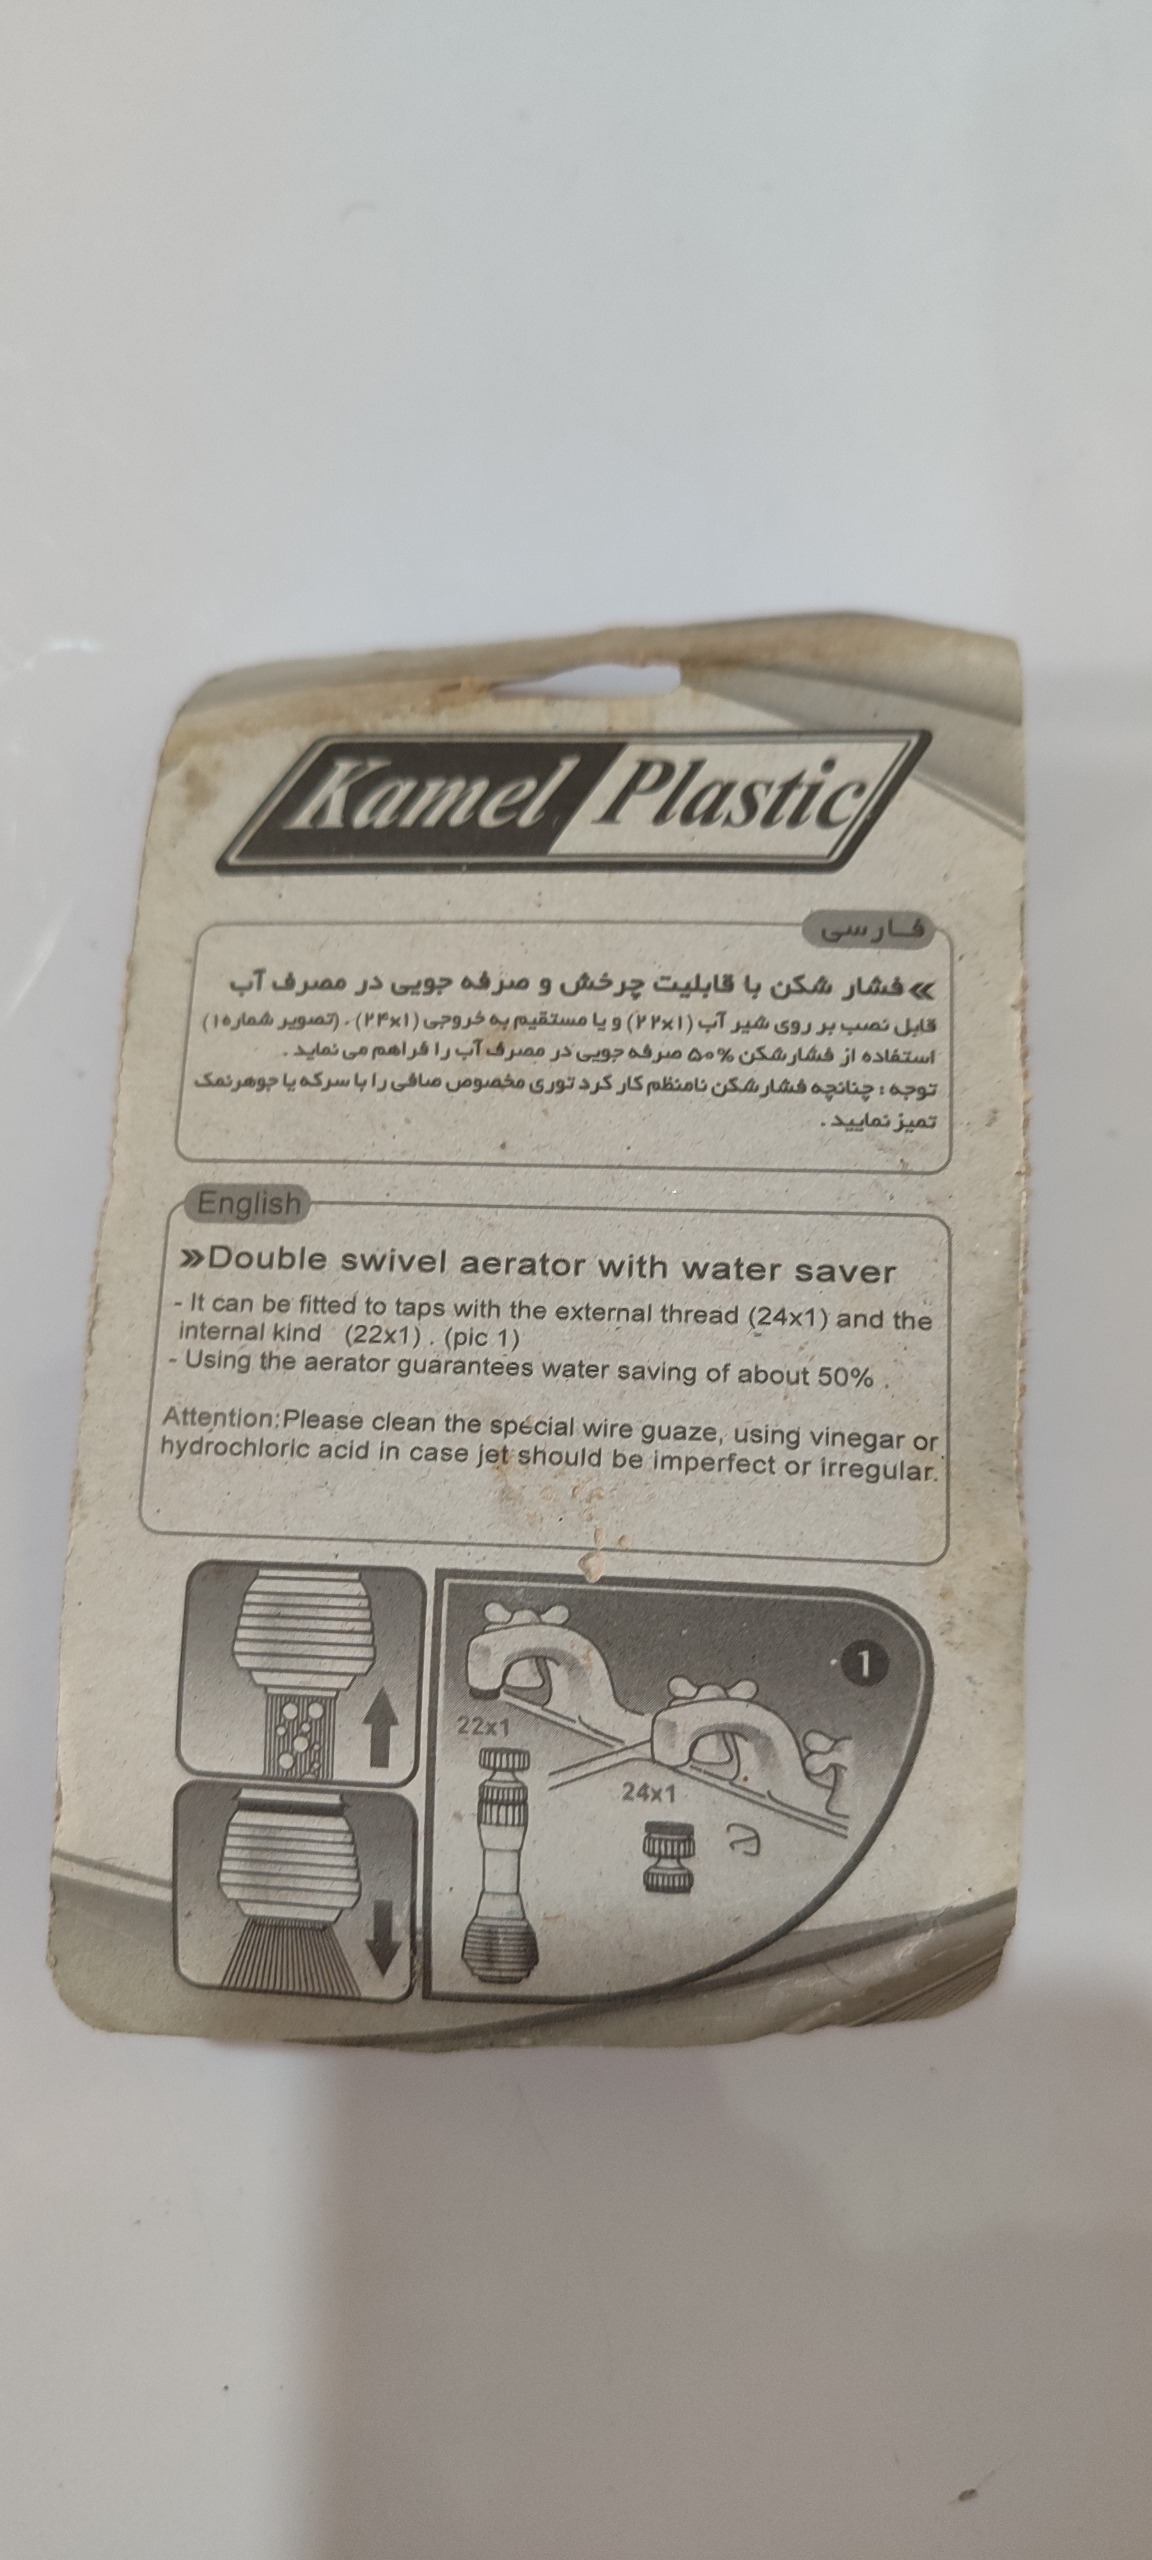 Kamel Plastic
فارسی
» فشار شکن با قابلیت چرخش و صرفه جویی در مصرف آب
قابل نصب بر روی شیر آب (۲۲x۱) و یا مستقیم به خروجی (۲۴x۱) . (تصویر شماره۱)
استفاده از فشارشکن ۵۰% صرفه جویی در مصرف آب را فراهم می نماید .
توجه : چنانچه فشارشکن نامنظم کار کرد توری مخصوص صافی را با سرکه یا جوهرنمک
تمیز نمایید .
English
»Double swivel aerator with water saver
- It can be fitted to taps with the external thread (24x1) and the
internal kind (22x1) . (pic 1)
- Using the aerator guarantees water saving of about 50% .
Attention:Please clean the special wire guaze, using vinegar or
hydrochloric acid in case jet should be imperfect or irregular.
1
22x1
24x1